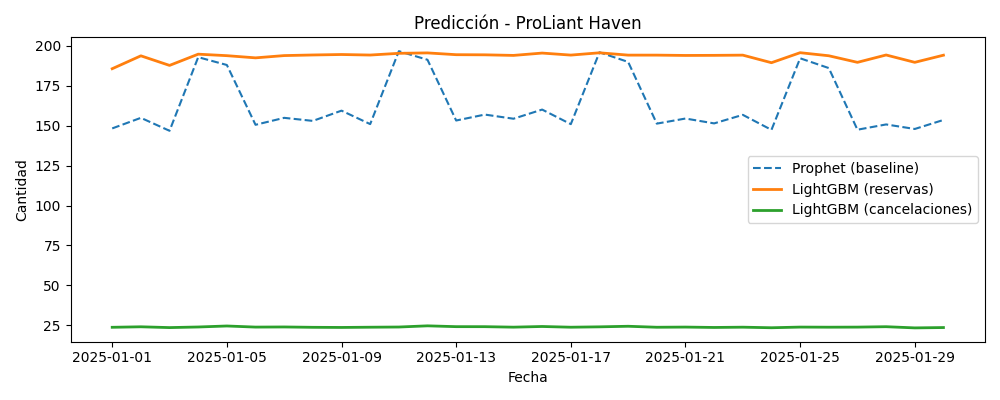 Predicción - ProLiant Haven
Cantidad
200
175
150
125
100
75
50
25
Prophet (baseline)
LightGBM (reservas)
LightGBM (cancelaciones)
2025-01-01 2025-01-05 2025-01-09 2025-01-13 2025-01-17 2025-01-21 2025-01-25 2025-01-29
Fecha